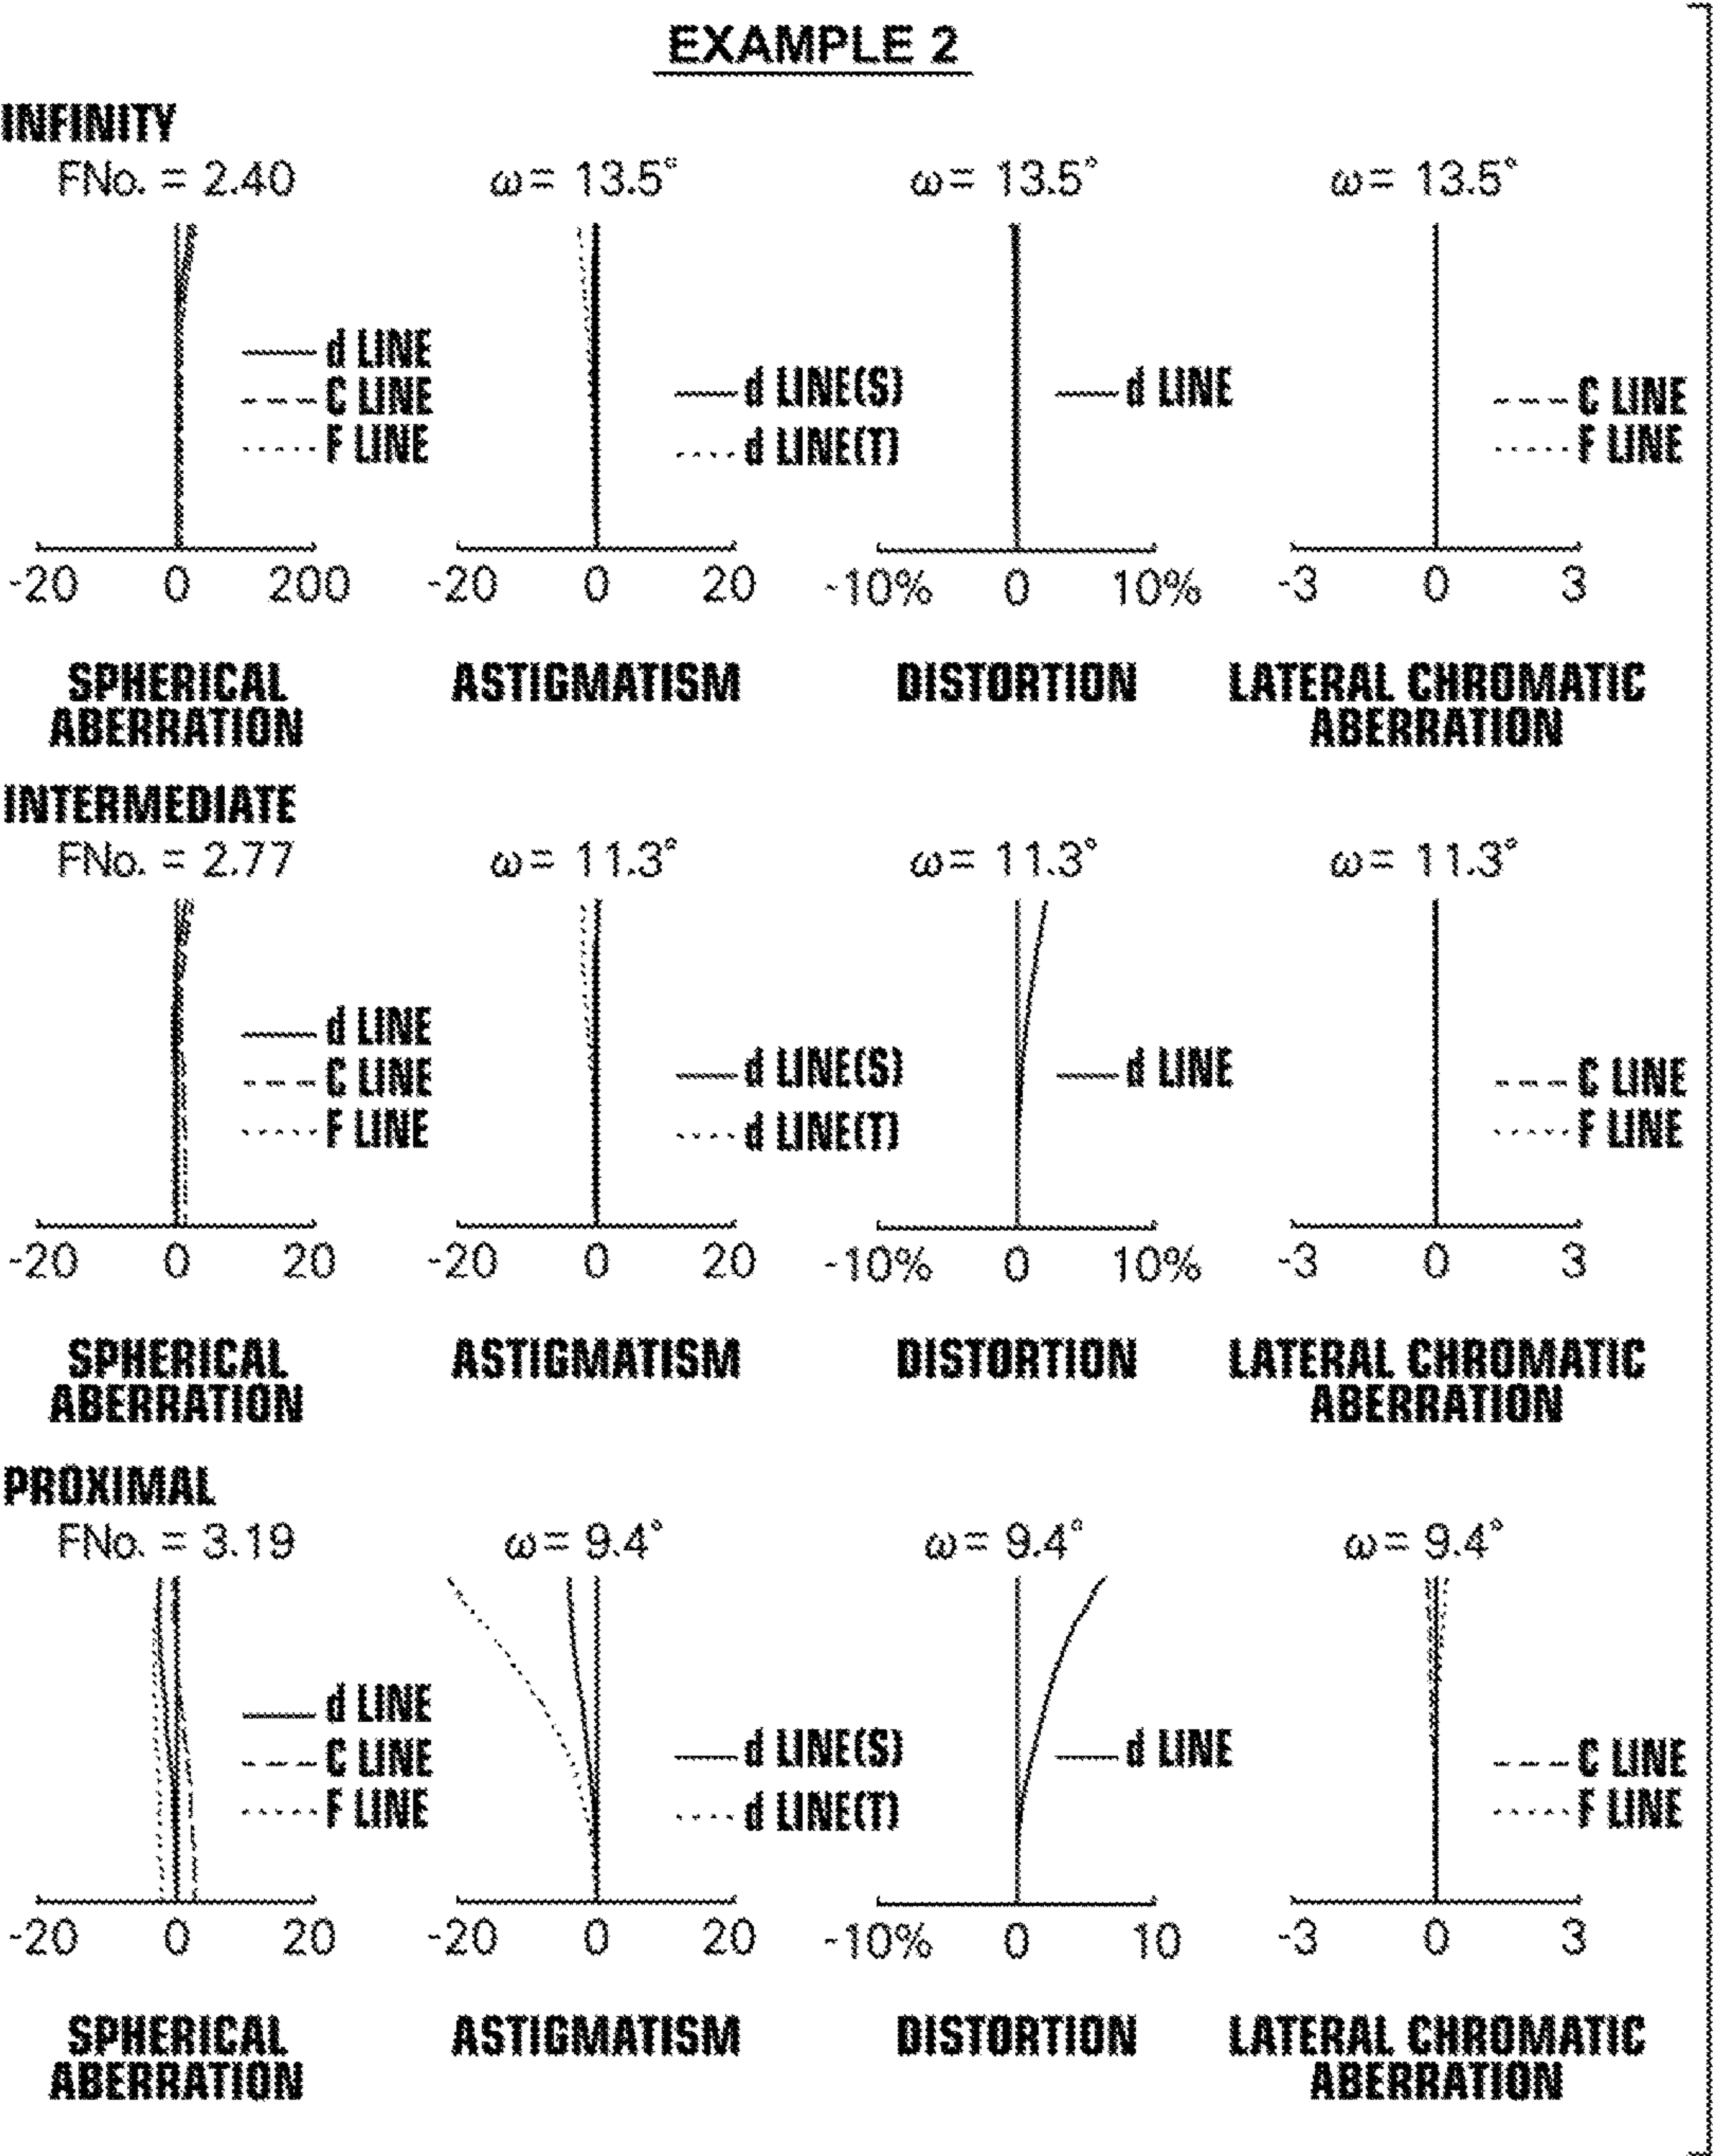 EXAMPLE 2
INFINITY
FNo. = 2.40
ω= 13.5°
ω= 13.5°
ω= 13.5°
d LINE
C LINE
F LINE
d LINE(S)
d LINE(T)
d LINE
C LINE
F LINE
-20 0 200
-20 0 20
-10% 0 10%
-3 0 3
SPHERICAL
ABERRATION
ASTIGMATISM
DISTORTION
LATERAL CHROMATIC
ABERRATION
INTERMEDIATE
FNo. = 2.77
ω= 11.3°
ω= 11.3°
ω= 11.3°
d LINE
C LINE
F LINE
d LINE(S)
d LINE(T)
d LINE
C LINE
F LINE
-20 0 20
-20 0 20
-10% 0 10%
-3 0 3
SPHERICAL
ABERRATION
ASTIGMATISM
DISTORTION
LATERAL CHROMATIC
ABERRATION
PROXIMAL
FNo. = 3.19
ω= 9.4°
ω= 9.4°
ω= 9.4°
d LINE
C LINE
F LINE
d LINE(S)
d LINE(T)
d LINE
C LINE
F LINE
-20 0 20
-20 0 20
-10% 0 10
-3 0 3
SPHERICAL
ABERRATION
ASTIGMATISM
DISTORTION
LATERAL CHROMATIC
ABERRATION